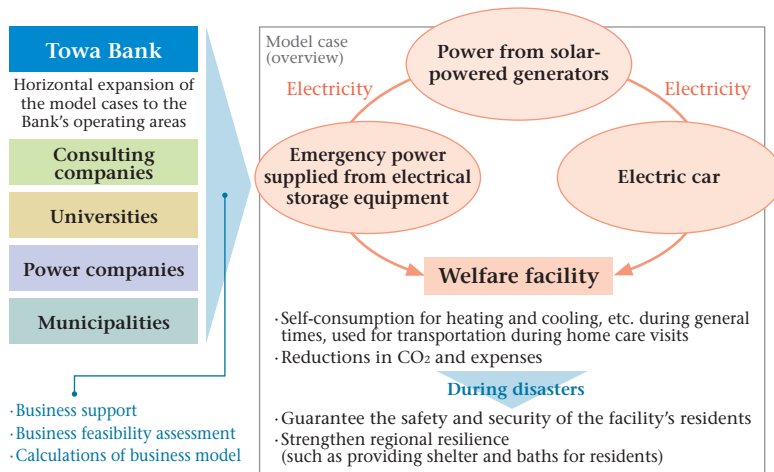 Towa Bank
Horizontal expansion of
the model cases to the
Bank's operating areas
Consulting
companies
Universities
Power companies
Municipalities
·Business support
·Business feasibility assessment
·Calculations of business model
Model case
(overview)
Power from solar-
powered generators
Electricity
Electricity
Emergency power
supplied from electrical
storage equipment
Electric car
Welfare facility
·Self-consumption for heating and cooling, etc. during general
times, used for transportation during home care visits
·Reductions in CO₂ and expenses
During disasters
·Guarantee the safety and security of the facility's residents
·Strengthen regional resilience
(such as providing shelter and baths for residents)